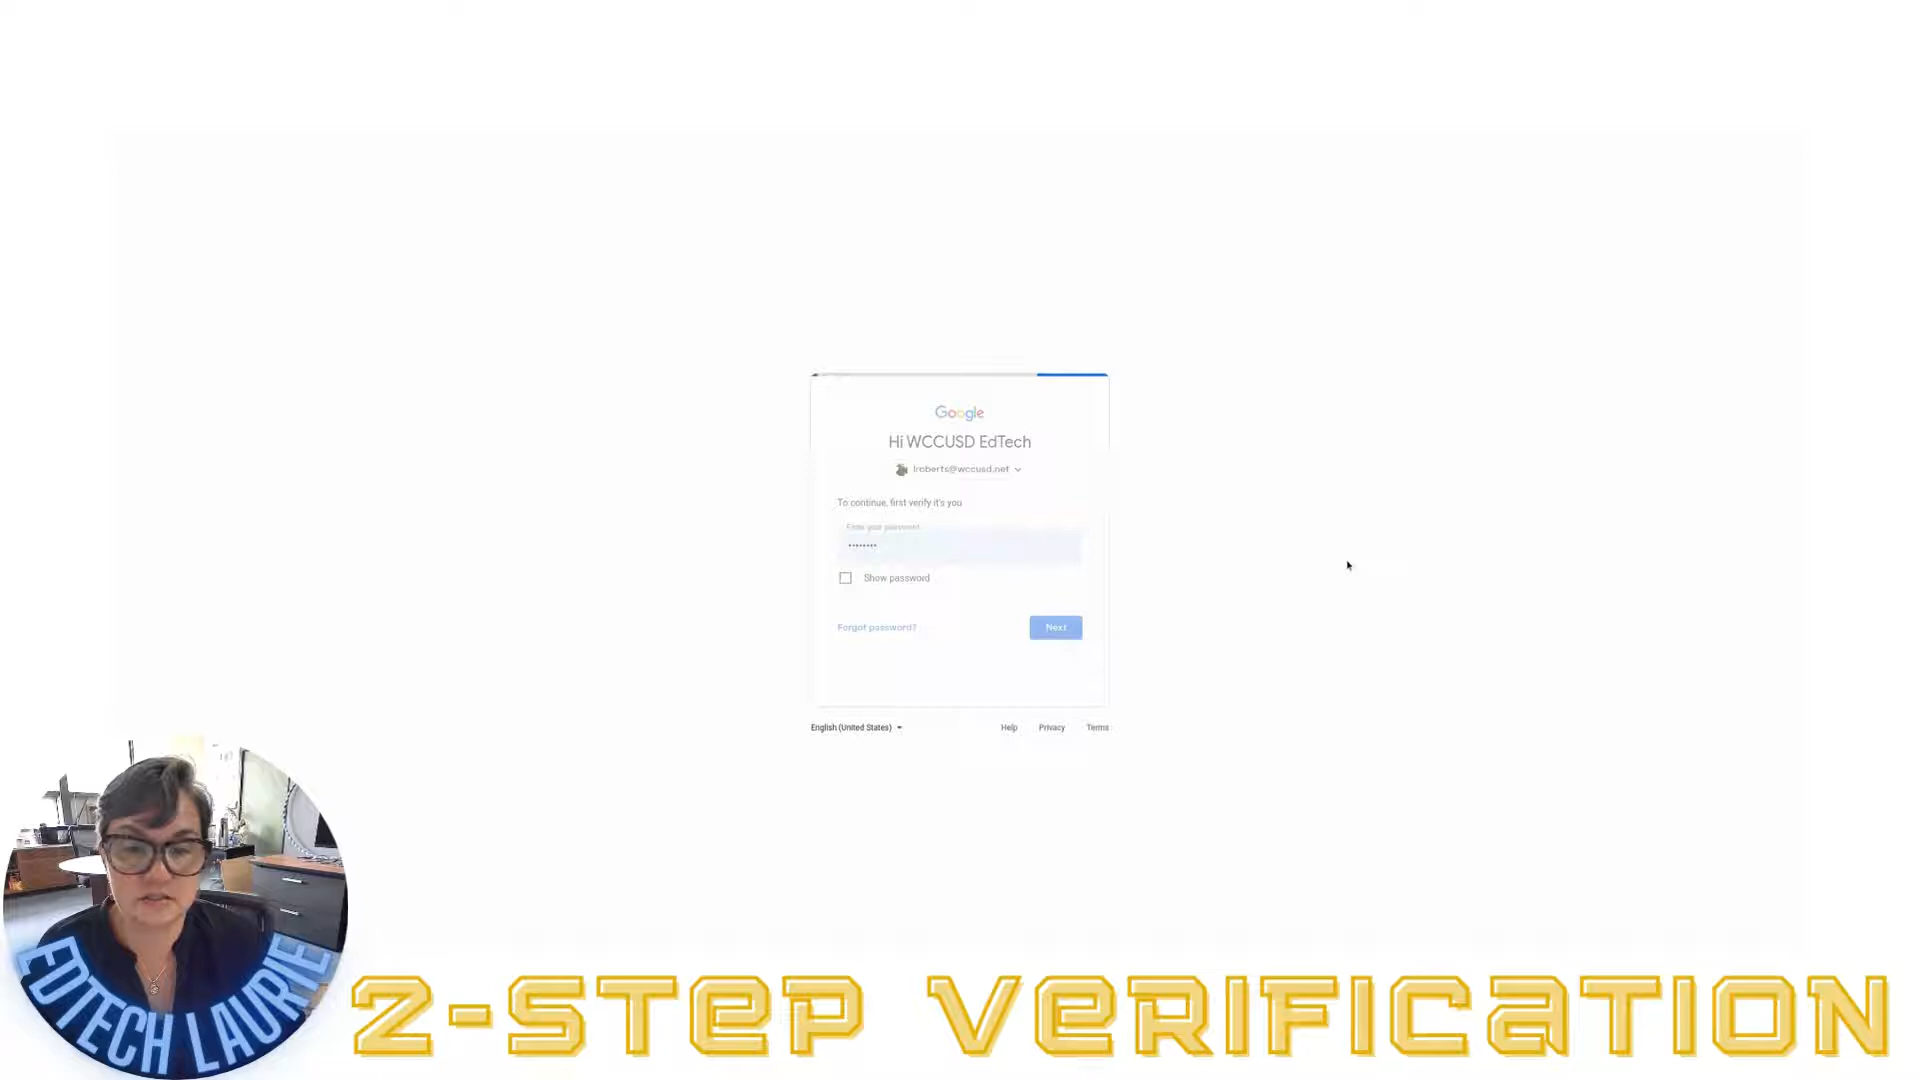 Google
Hi WCCUSD EdTech
lroberts@wccusd.net
To continue, first verify it's you
Enter your password
Show password
Forgot password?
Next
English (United States)
Help
Privacy
Terms
EDTECH LAURIE
2-STEP VERIFICATION